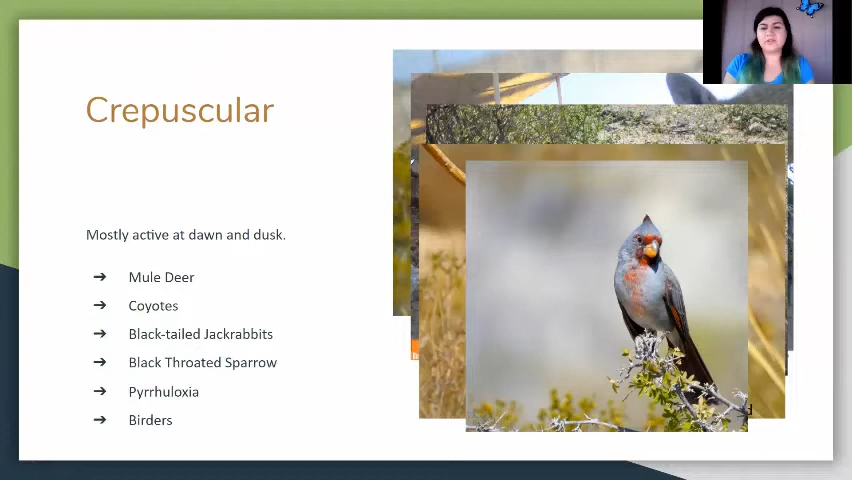 Crepuscular
Mostly active at dawn and dusk.
➔ Mule Deer
➔ Coyotes
➔ Black-tailed Jackrabbits
➔ Black Throated Sparrow
➔ Pyrrhuloxia
➔ Birders